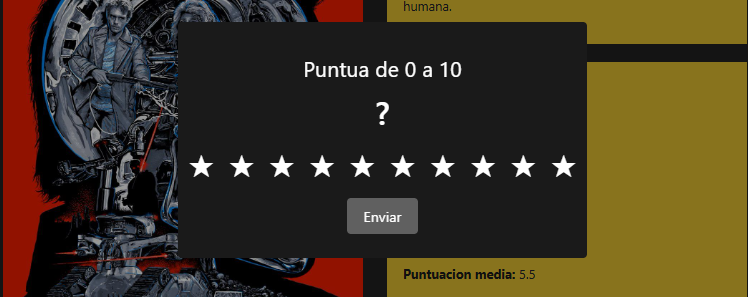 humana.
Puntua de 0 a 10
?
Enviar
Puntuacion media: 5.5